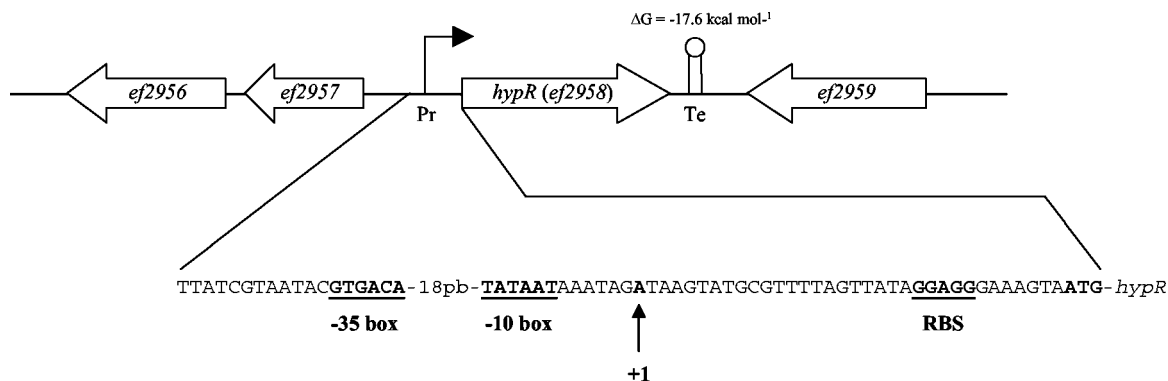 ΔG = -17.6 kcal mol-¹
ef2956 ef2957 hypR (ef2958) ef2959
Pr Te
TTATCGTAATACGTGACA-18pb-TATAATAAATAGATAAGTATGCGTTTTAGTTATAGGAGGGAAAGTAATG-hypR
-35 box -10 box RBS
+1